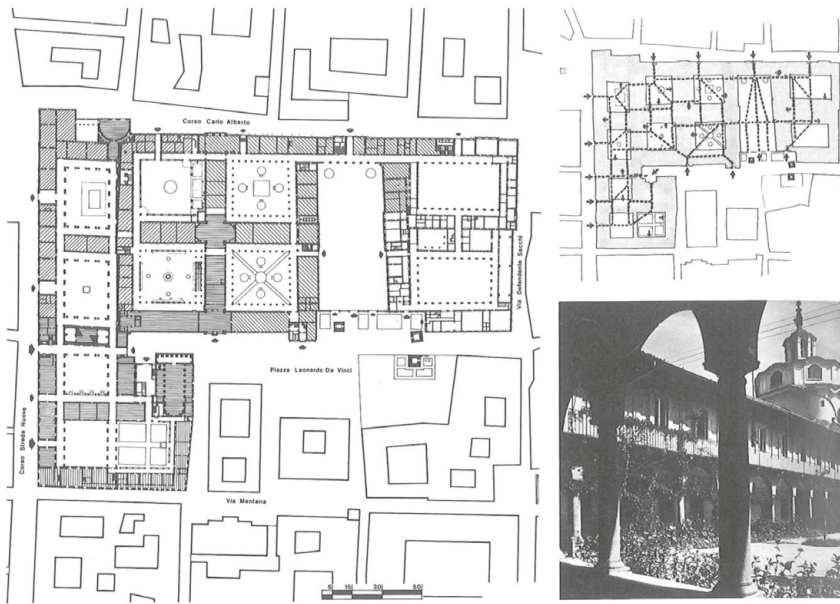 Corso Carlo Alberto
Via Defendente Sacchi
Piazza Leonardo Da Vinci
Corso Strada Nuova
Via Mentana
5 15 30 50